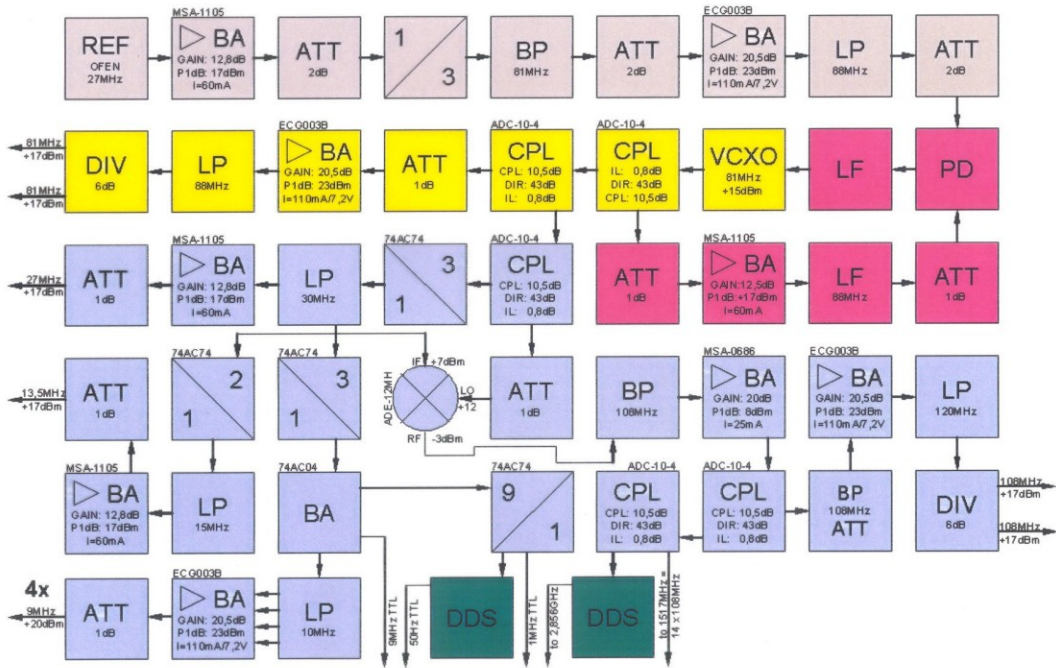 MSA-1105
ECG003B
REF
OFEN
27MHz
BA
GAIN: 12,8dB
P1dB: 17dBm
I=60mA
ATT
2dB
1
3
BP
81MHz
ATT
2dB
BA
GAIN: 20,5dB
P1dB: 23dBm
I=110mA/7,2V
LP
88MHz
ATT
2dB
ECG003B
ADC-10-4
ADC-10-4
81MHz
+17dBm
81MHz
+17dBm
DIV
6dB
LP
88MHz
BA
GAIN: 20,5dB
P1dB: 23dBm
I=110mA/7,2V
ATT
1dB
CPL
CPL: 10,5dB
DIR: 43dB
IL: 0,8dB
CPL
IL: 0,8dB
DIR: 43dB
CPL: 10,5dB
VCXO
81MHz
+15dBm
LF
PD
MSA-1105
74AC74
ADC-10-4
MSA-1105
27MHz
+17dBm
ATT
1dB
BA
GAIN: 12,8dB
P1dB: 17dBm
I=60mA
LP
30MHz
3
1
CPL
CPL: 10,5dB
DIR: 43dB
IL: 0,8dB
ATT
1dB
BA
GAIN:12,5dB
P1dB:+17dBm
I=60mA
LF
88MHz
ATT
1dB
74AC74
74AC74
MSA-0686
ECG003B
13,5MHz
+17dBm
ATT
1dB
2
1
3
1
ADE-12MH
IF +7dBm
LO
+12
RF -3dBm
ATT
1dB
BP
108MHz
BA
GAIN: 20dB
P1dB: 8dBm
I=25mA
BA
GAIN: 20,5dB
P1dB: 23dBm
I=110mA/7,2V
LP
120MHz
MSA-1105
74AC04
74AC74
ADC-10-4
ADC-10-4
BA
GAIN: 12,8dB
P1dB: 17dBm
I=60mA
LP
15MHz
BA
9
1
CPL
CPL: 10,5dB
DIR: 43dB
IL: 0,8dB
CPL
CPL: 10,5dB
DIR: 43dB
IL: 0,8dB
BP
108MHz
ATT
DIV
6dB
108MHz
+17dBm
108MHz
+17dBm
4x
9MHz
+20dBm
ATT
1dB
ECG003B
BA
GAIN: 20,5dB
P1dB: 23dBm
I=110mA/7,2V
LP
10MHz
9MHz TTL
50Hz TTL
DDS
1MHz TTL
to 2,856GHz
DDS
to 1517MHz =
14 x 108MHz